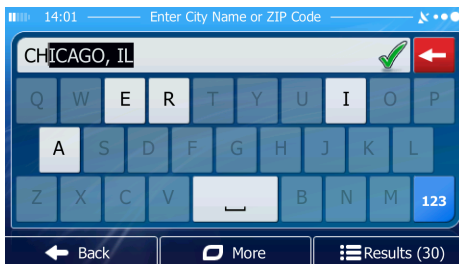 14:01 Enter City Name or ZIP Code
CHICAGO, IL
Q W E R T Y U I O P
A S D F G H J K L
Z X C V B N M 123
Back More Results (30)